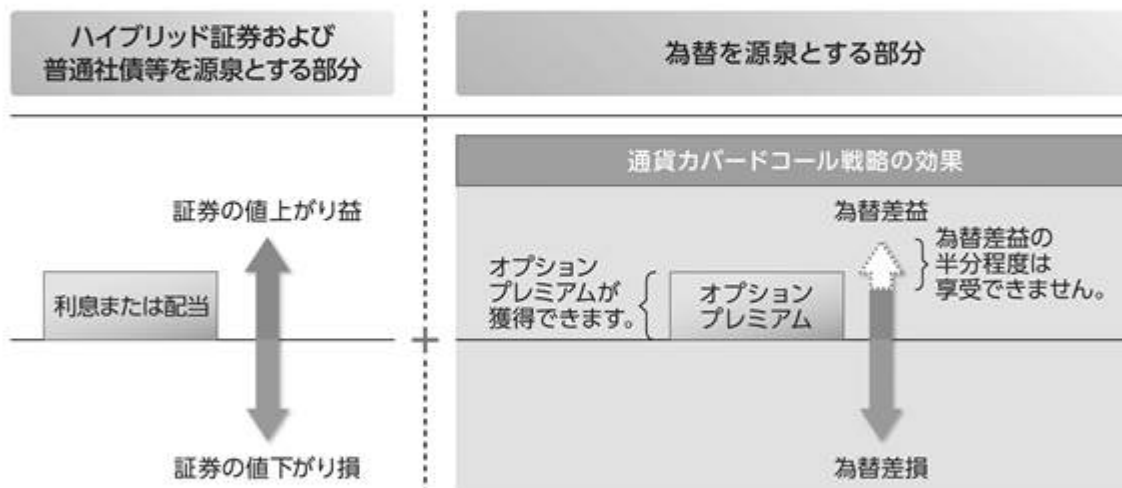 ハイブリッド証券および
普通社債等を源泉とする部分
為替を源泉とする部分
通貨カバードコール戦略の効果
証券の値上がり益
利息または配当
証券の値下がり損
為替差益
為替差益の
半分程度は
享受できません。
オプション
プレミアムが
獲得できます。
オプション
プレミアム
為替差損